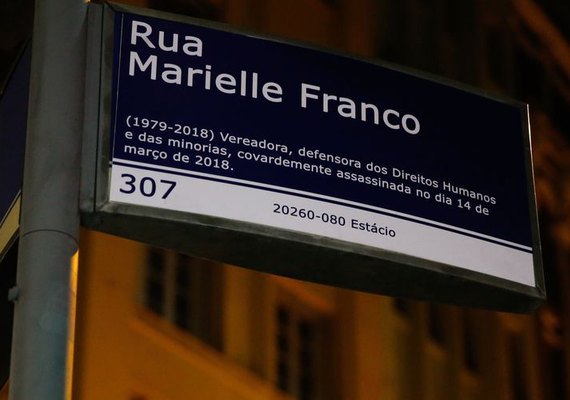 Rua
Marielle Franco
(1979-2018) Vereadora, defensora dos Direitos Humanos
e das minorias, covardemente assassinada no dia 14 de
março de 2018.
307
20260-080 Estácio